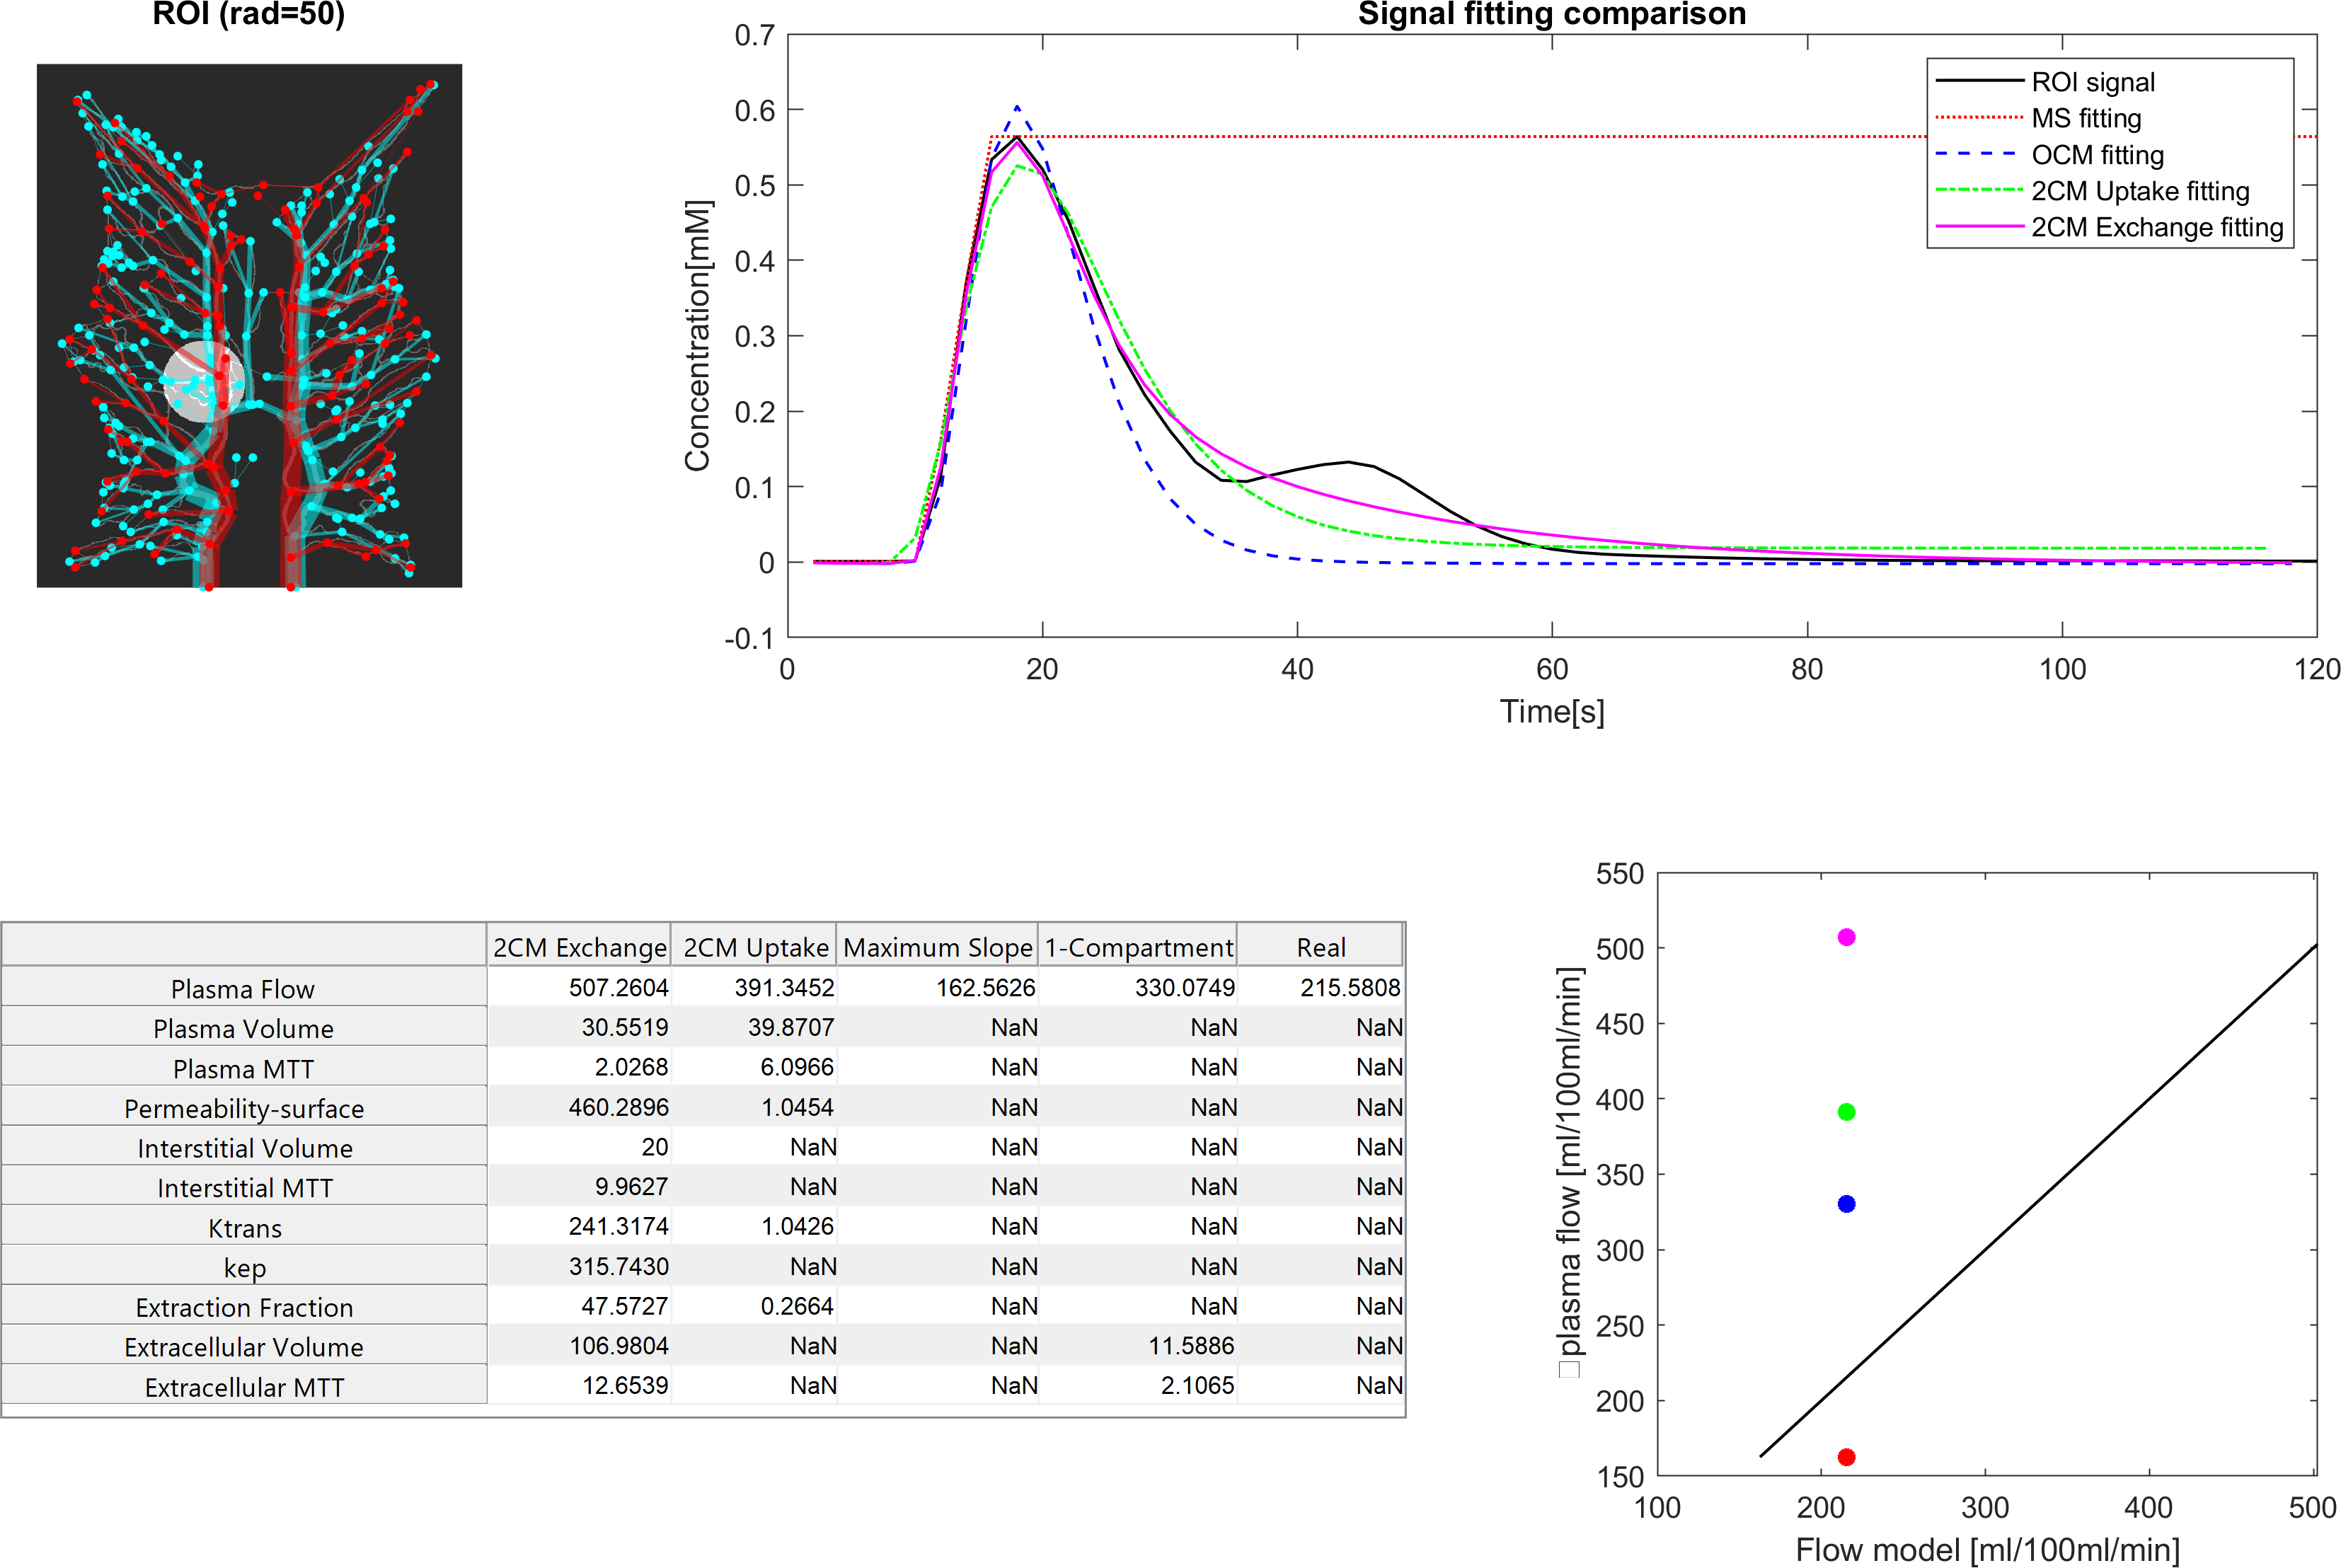 ROI (rad=50)
Signal fitting comparison
0.7
0.6
0.5
0.4
0.3
0.2
0.1
0
-0.1
Concentration[mM]
0 20 40 60 80 100 120
Time[s]
ROI signal
MS fitting
OCM fitting
2CM Uptake fitting
2CM Exchange fitting
2CM Exchange 2CM Uptake Maximum Slope 1-Compartment Real
Plasma Flow 507.2604 391.3452 162.5626 330.0749 215.5808
Plasma Volume 30.5519 39.8707 NaN NaN NaN
Plasma MTT 2.0268 6.0966 NaN NaN NaN
Permeability-surface 460.2896 1.0454 NaN NaN NaN
Interstitial Volume 20 NaN NaN NaN NaN
Interstitial MTT 9.9627 NaN NaN NaN NaN
Ktrans 241.3174 1.0426 NaN NaN NaN
kep 315.7430 NaN NaN NaN NaN
Extraction Fraction 47.5727 0.2664 NaN NaN NaN
Extracellular Volume 106.9804 NaN NaN 11.5886 NaN
Extracellular MTT 12.6539 NaN NaN 2.1065 NaN
550
500
450
400
350
300
250
200
150
□plasma flow [ml/100ml/min]
100 200 300 400 500
Flow model [ml/100ml/min]